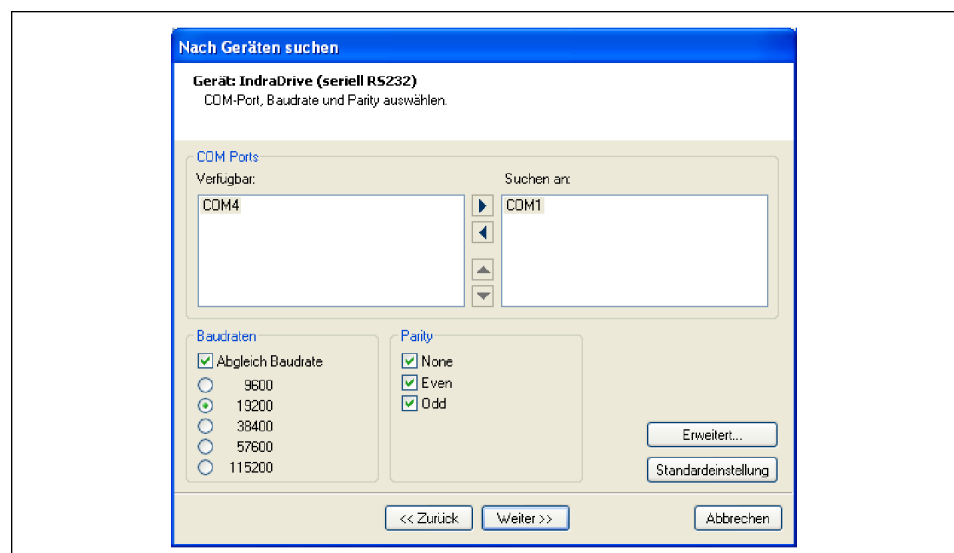 Nach Geräten suchen
Gerät: IndraDrive (seriell RS232)
COM-Port, Baudrate und Parity auswählen.
COM Ports
Verfügbar:
Suchen an:
COM4
COM1
Baudraten
Parity
Abgleich Baudrate
None
9600
Even
19200
Odd
38400
57600
115200
Erweitert...
Standardeinstellung
<< Zurück
Weiter >>
Abbrechen